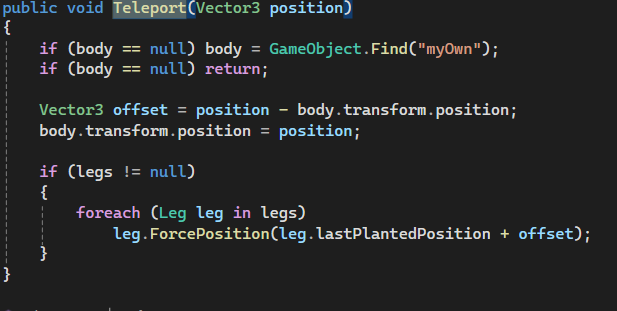 public void Teleport(Vector3 position)
{
if (body == null) body = GameObject.Find("myOwn");
if (body == null) return;
Vector3 offset = position - body.transform.position;
body.transform.position = position;
if (legs != null)
{
foreach (Leg leg in legs)
leg.ForcePosition(leg.lastPlantedPosition + offset);
}
}